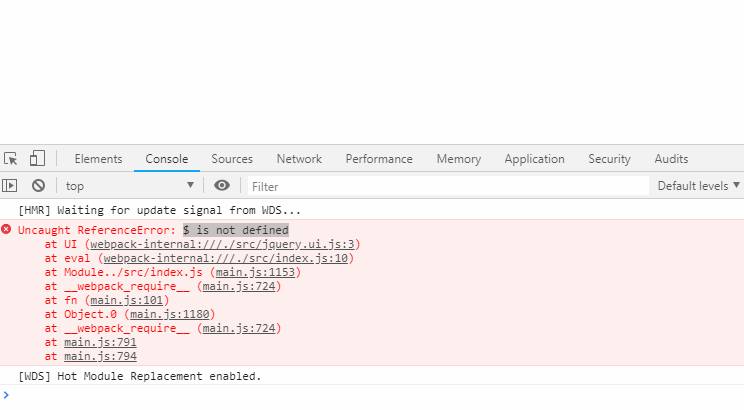 Elements Console Sources Network Performance Memory Application Security Audits
top ▼ Filter Default levels ▼
[HMR] Waiting for update signal from WDS...
Uncaught ReferenceError: $ is not defined
at UI (webpack-internal:///./src/jquery.ui.js:3)
at eval (webpack-internal:///./src/index.js:10)
at Module../src/index.js (main.js:1153)
at __webpack_require__ (main.js:724)
at fn (main.js:101)
at Object.0 (main.js:1180)
at __webpack_require__ (main.js:724)
at main.js:791
at main.js:794
[WDS] Hot Module Replacement enabled.
>